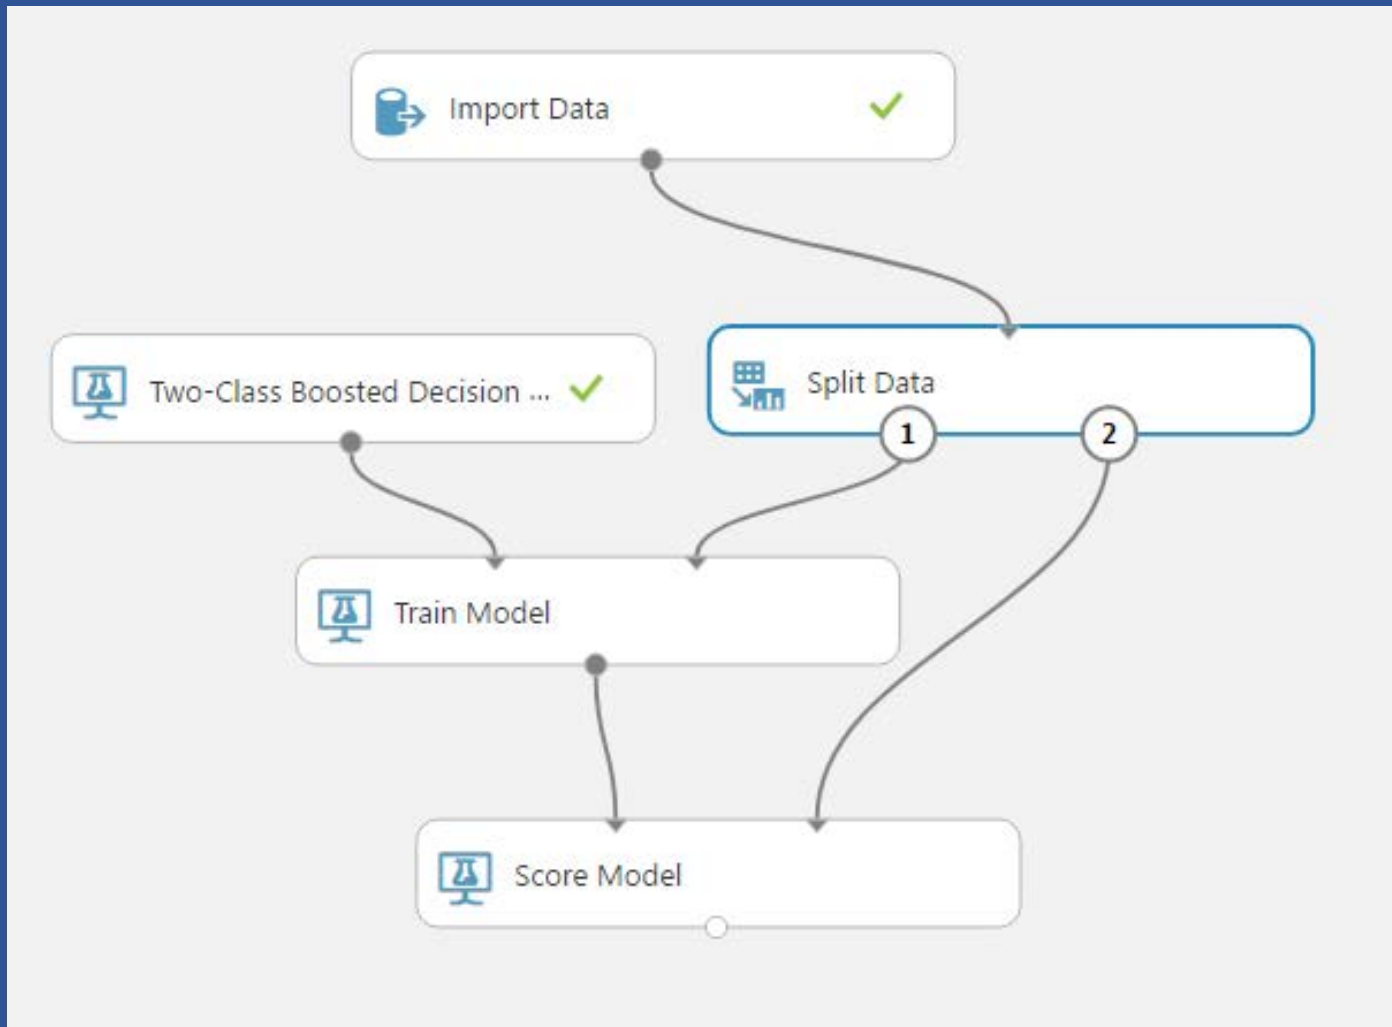 Import Data
Two-Class Boosted Decision ...
Split Data
1
2
Train Model
Score Model